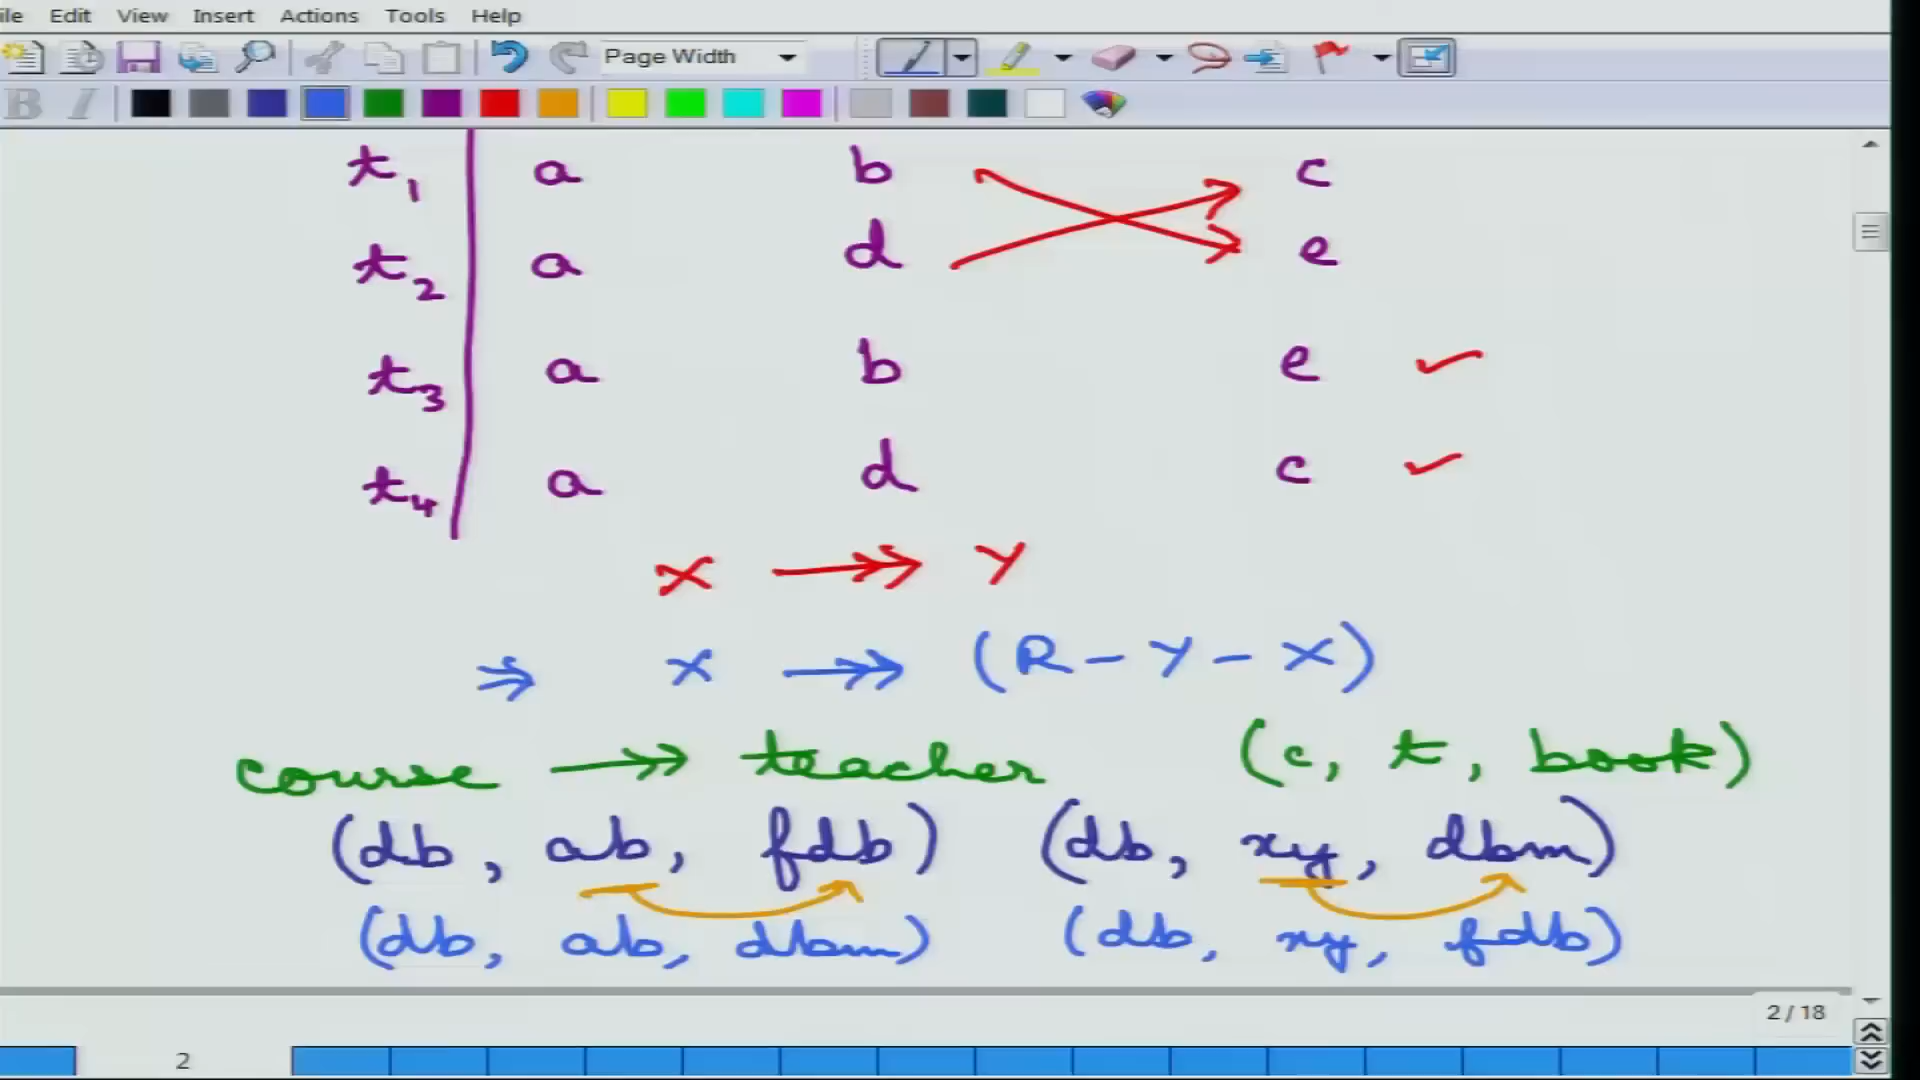 ile Edit View Insert Actions Tools Help
Page Width
B I
t1 a b c
t2 a d e
t3 a b e ✓
t4 a d c ✓
X ↠ Y
⇒ X ↠ (R - Y - X)
course ↠ teacher (c, t, book)
(db, ab, fdb) (db, xy, dbm)
(db, ab, dbm) (db, xy, fdb)
2 / 18
2